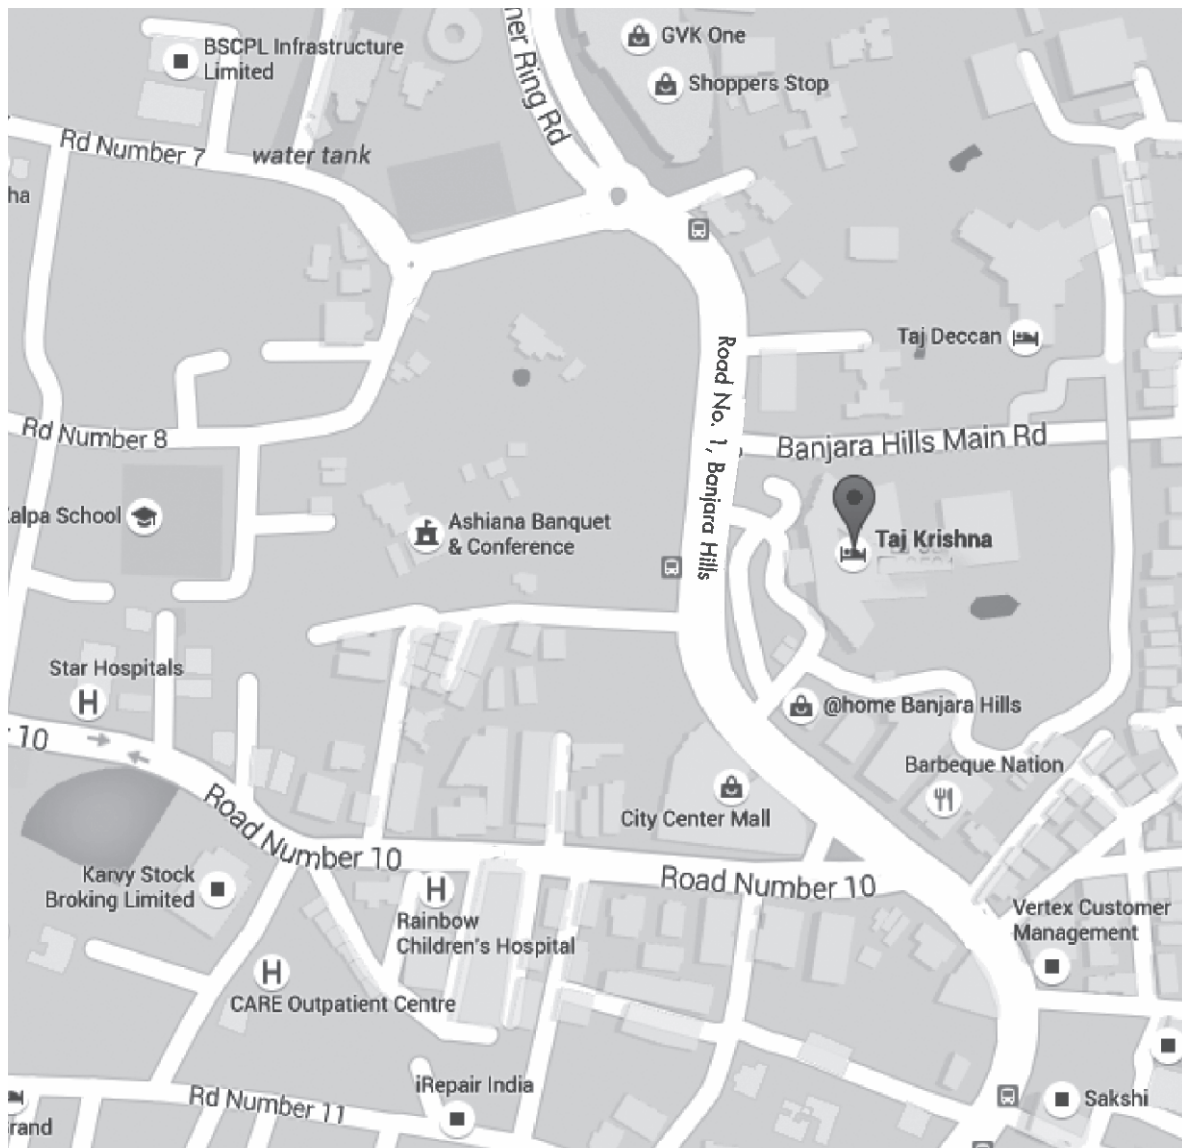 BSCPL Infrastructure
Limited
GVK One
Shoppers Stop
ner Ring Rd
Rd Number 7
water tank
ha
Taj Deccan
Road No. 1, Banjara Hills
Rd Number 8
Banjara Hills Main Rd
alpa School
Ashiana Banquet
& Conference
Taj Krishna
Star Hospitals
10
@home Banjara Hills
Barbeque Nation
City Center Mall
Road Number 10
Road Number 10
Karvy Stock
Broking Limited
H
H
Rainbow
Children's Hospital
Vertex Customer
Management
H
CARE Outpatient Centre
iRepair India
Rd Number 11
Sakshi
rand